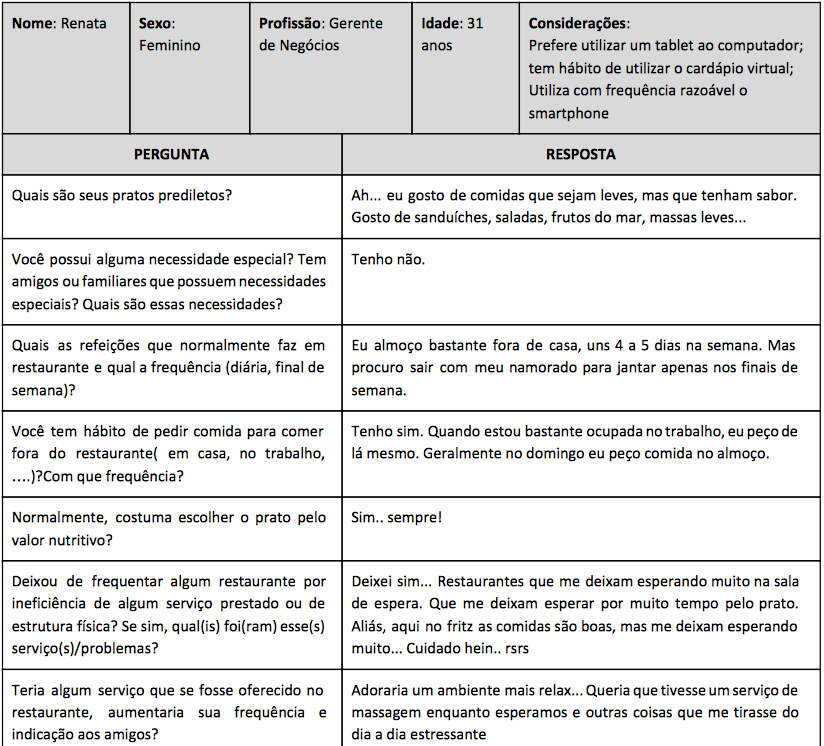 Nome: Renata
Sexo:
Feminino
Profissão: Gerente
de Negócios
Idade: 31
anos
Considerações:
Prefere utilizar um tablet ao computador;
tem hábito de utilizar o cardápio virtual;
Utiliza com frequência razoável o
smartphone
PERGUNTA
RESPOSTA
Quais são seus pratos prediletos?
Ah... eu gosto de comidas que sejam leves, mas que tenham sabor.
Gosto de sanduíches, saladas, frutos do mar, massas leves...
Você possui alguma necessidade especial? Tem
amigos ou familiares que possuem necessidades
especiais? Quais são essas necessidades?
Tenho não.
Quais as refeições que normalmente faz em
restaurante e qual a frequência (diária, final de
semana)?
Eu almoço bastante fora de casa, uns 4 a 5 dias na semana. Mas
procuro sair com meu namorado para jantar apenas nos finais de
semana.
Você tem hábito de pedir comida para comer
fora do restaurante( em casa, no trabalho,
....)?Com que frequência?
Tenho sim. Quando estou bastante ocupada no trabalho, eu peço de
lá mesmo. Geralmente no domingo eu peço comida no almoço.
Normalmente, costuma escolher o prato pelo
valor nutritivo?
Sim.. sempre!
Deixou de frequentar algum restaurante por
ineficiência de algum serviço prestado ou de
estrutura física? Se sim, qual(is) foi(ram) esse(s)
serviço(s)/problemas?
Deixei sim... Restaurantes que me deixam esperando muito na sala
de espera. Que me deixam esperar por muito tempo pelo prato.
Aliás, aqui no fritz as comidas são boas, mas me deixam esperando
muito... Cuidado hein.. rsrs
Teria algum serviço que se fosse oferecido no
restaurante, aumentaria sua frequência e
indicação aos amigos?
Adoraria um ambiente mais relax... Queria que tivesse um serviço de
massagem enquanto esperamos e outras coisas que me tirasse do
dia a dia estressante